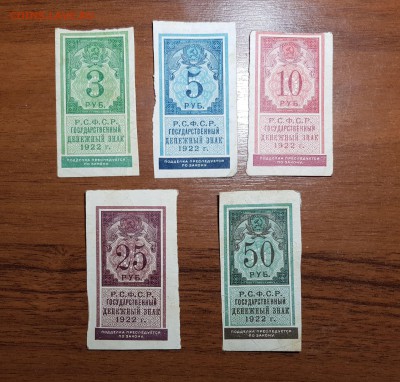 3
РУБ.
Р.С.Ф.С.Р.
ГОСУДАРСТВЕННЫЙ
ДЕНЕЖНЫЙ ЗНАК
1922 г.
ПОДДЕЛКА ПРЕСЛЕДУЕТСЯ
ПО ЗАКОНУ.
5
РУБ.
Р.С.Ф.С.Р.
ГОСУДАРСТВЕННЫЙ
ДЕНЕЖНЫЙ ЗНАК
1922 г.
ПОДДЕЛКА ПРЕСЛЕДУЕТСЯ
ПО ЗАКОНУ.
10
РУБ.
Р.С.Ф.С.Р.
ГОСУДАРСТВЕННЫЙ
ДЕНЕЖНЫЙ ЗНАК
1922 г.
ПОДДЕЛКА ПРЕСЛЕДУЕТСЯ
ПО ЗАКОНУ.
25
РУБ.
Р.С.Ф.С.Р.
ГОСУДАРСТВЕННЫЙ
ДЕНЕЖНЫЙ ЗНАК
1922 г.
ПОДДЕЛКА ПРЕСЛЕДУЕТСЯ
ПО ЗАКОНУ.
50
РУБ.
Р.С.Ф.С.Р.
ГОСУДАРСТВЕННЫЙ
ДЕНЕЖНЫЙ ЗНАК
1922 г.
ПОДДЕЛКА ПРЕСЛЕДУЕТСЯ
ПО ЗАКОНУ.